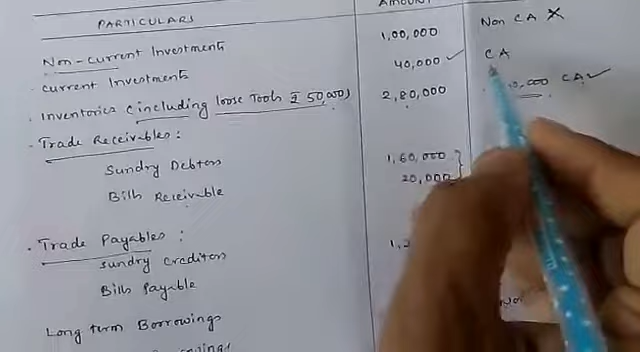 PARTICULARS AMOUNT
Non-Current Investments 1,00,000 Non CA ✗
Current Investments 40,000 ✓ CA
Inventories (including loose Tools ₹ 50,000) 2,80,000 CA ✓
Trade Receivables :
Sundry Debtors 1,60,000
Bills Receivable 20,000
Trade Payables :
Sundry Creditors
Bills Payable
Long term Borrowings